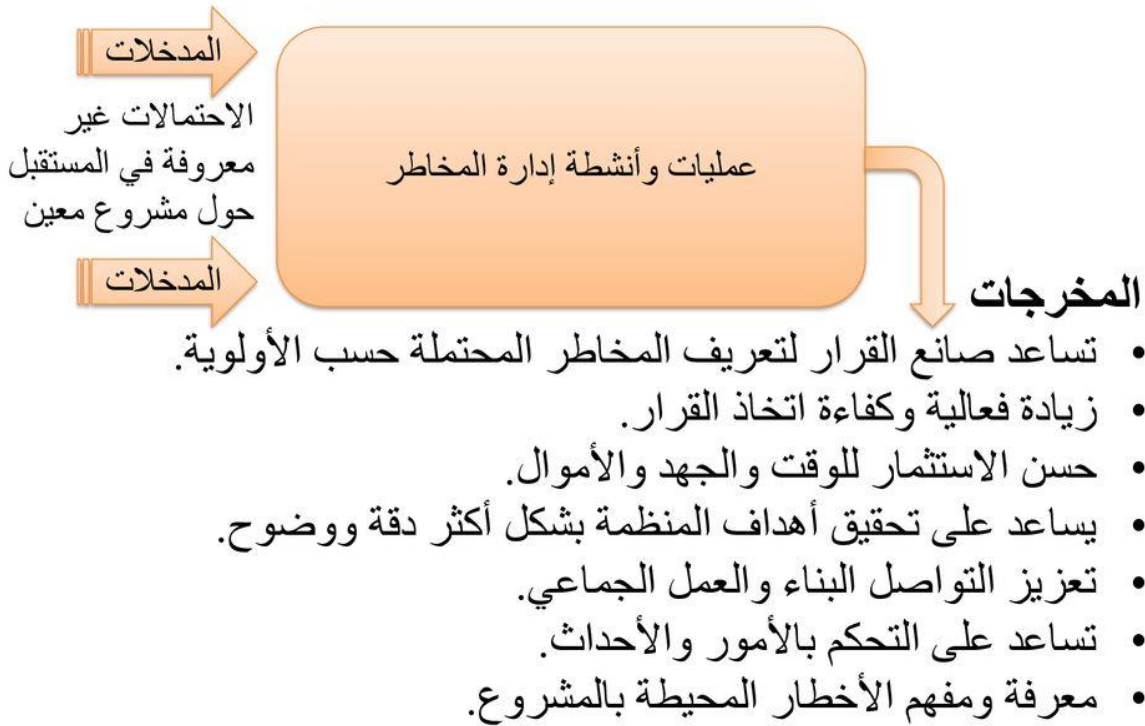 المدخلات
الاحتمالات غير
معروفة في المستقبل
حول مشروع معين
المدخلات
عمليات وأنشطة إدارة المخاطر
المخرجات
• تساعد صانع القرار لتعريف المخاطر المحتملة حسب الأولوية.
• زيادة فعالية وكفاءة اتخاذ القرار.
• حسن الاستثمار للوقت والجهد والأموال.
• يساعد على تحقيق أهداف المنظمة بشكل أكثر دقة ووضوح.
• تعزيز التواصل البناء والعمل الجماعي.
• تساعد على التحكم بالأمور والأحداث.
• معرفة ومفهم الأخطار المحيطة بالمشروع.